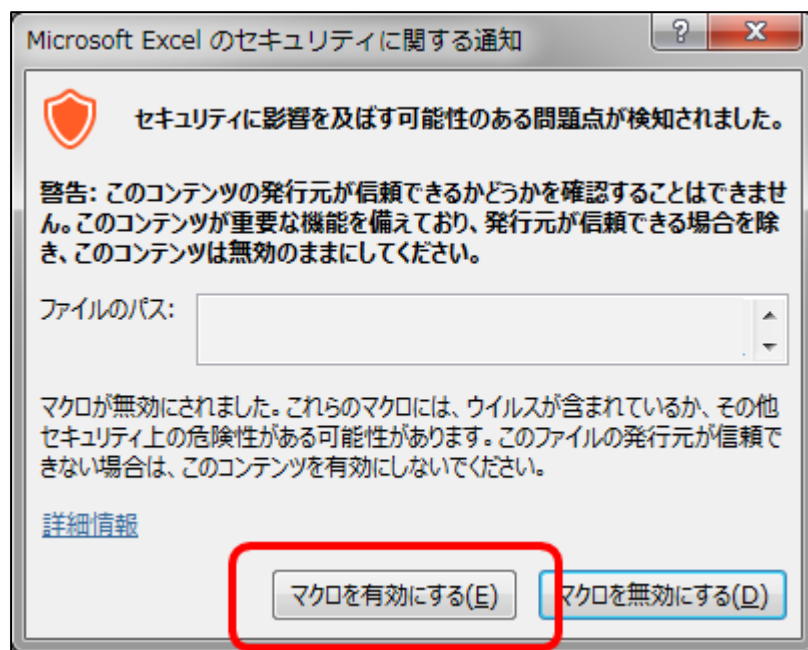 Microsoft Excel のセキュリティに関する通知
セキュリティに影響を及ぼす可能性のある問題点が検知されました。
警告: このコンテンツの発行元が信頼できるかどうかを確認することはできませ
ん。このコンテンツが重要な機能を備えており、発行元が信頼できる場合を除
き、このコンテンツは無効のままにしてください。
ファイルのパス:
マクロが無効にされました。これらのマクロには、ウイルスが含まれているか、その他
セキュリティ上の危険性がある可能性があります。このファイルの発行元が信頼で
きない場合は、このコンテンツを有効にしないでください。
詳細情報
マクロを有効にする(E) マクロを無効にする(D)